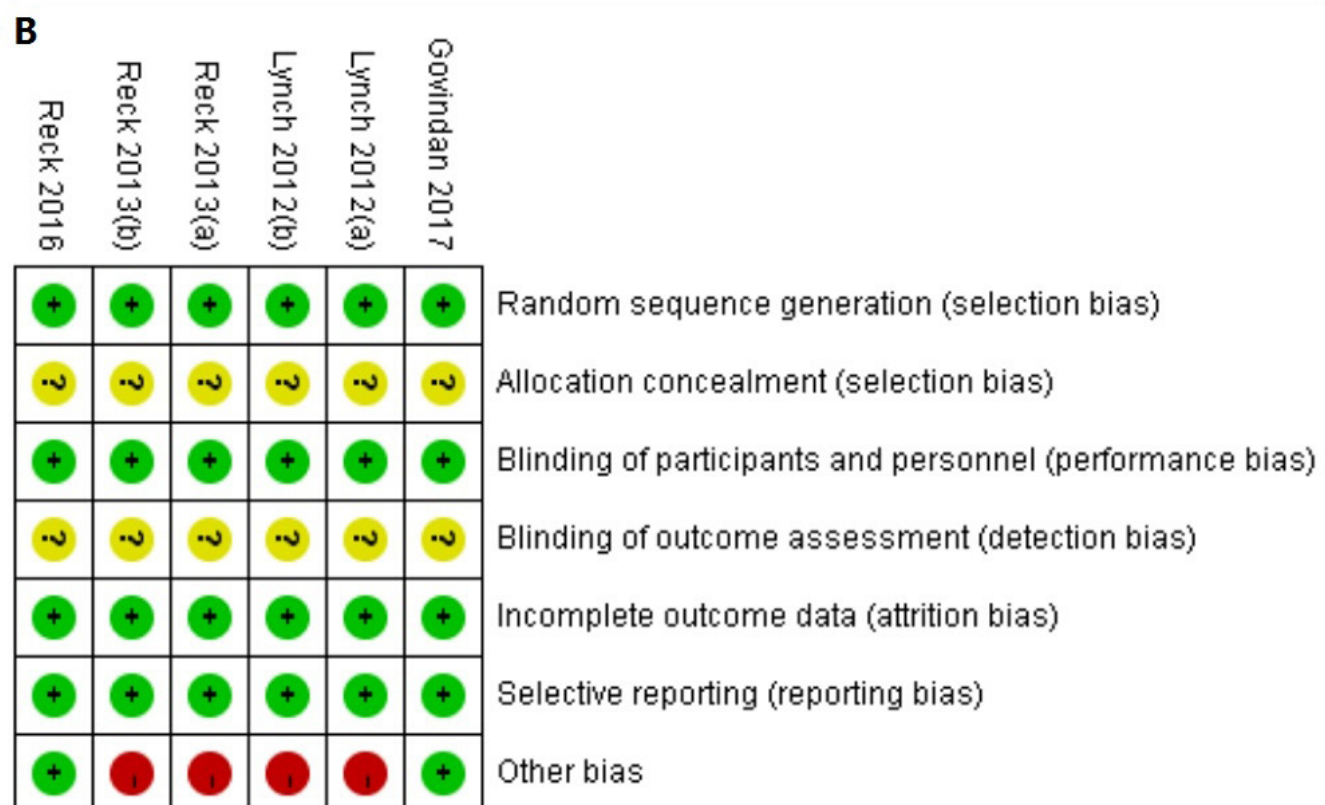 B
Reck 2016
Reck 2013(b)
Reck 2013(a)
Lynch 2012(b)
Lynch 2012(a)
Govindan 2017
+ + + + + + Random sequence generation (selection bias)
? ? ? ? ? ? Allocation concealment (selection bias)
+ + + + + + Blinding of participants and personnel (performance bias)
? ? ? ? ? ? Blinding of outcome assessment (detection bias)
+ + + + + + Incomplete outcome data (attrition bias)
+ + + + + + Selective reporting (reporting bias)
+ - - - - + Other bias